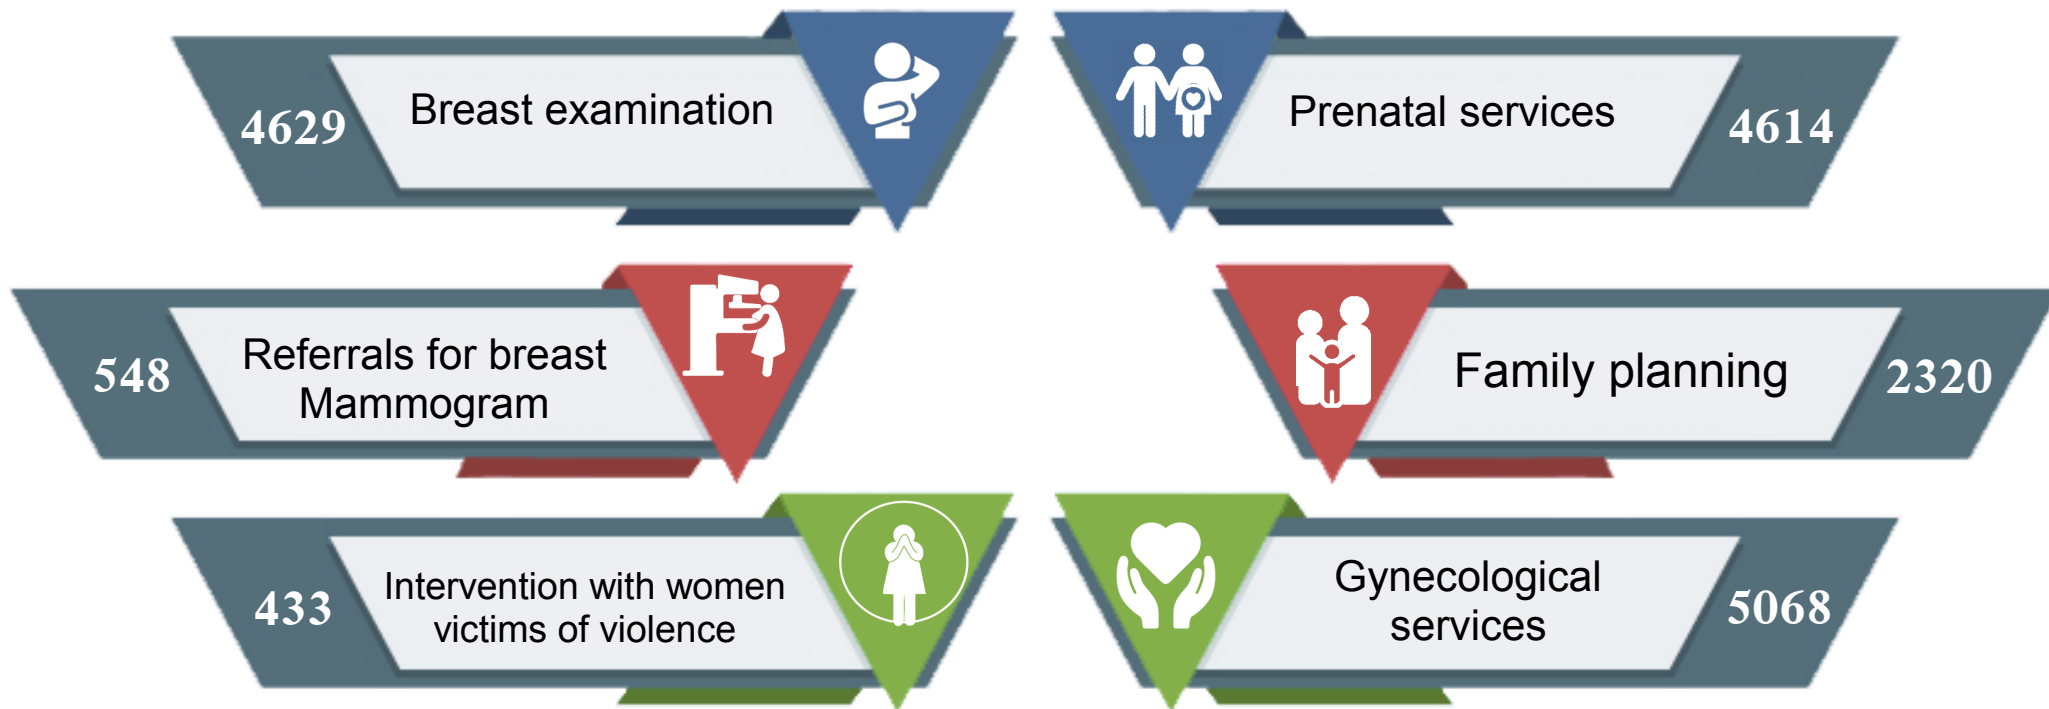 4629
Breast examination
Prenatal services
4614
548
Referrals for breast
Mammogram
Family planning
2320
433
Intervention with women
victims of violence
Gynecological
services
5068